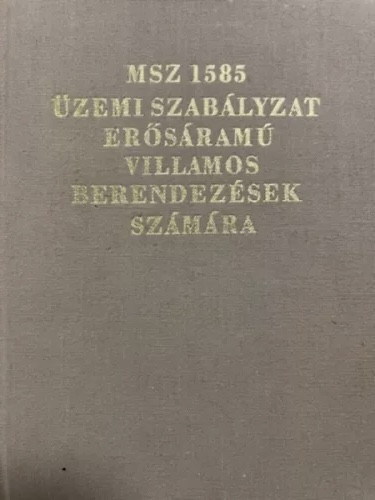 MSZ 1585
ÜZEMI SZABÁLYZAT
ERŐSÁRAMÚ
VILLAMOS
BERENDEZÉSEK
SZÁMÁRA